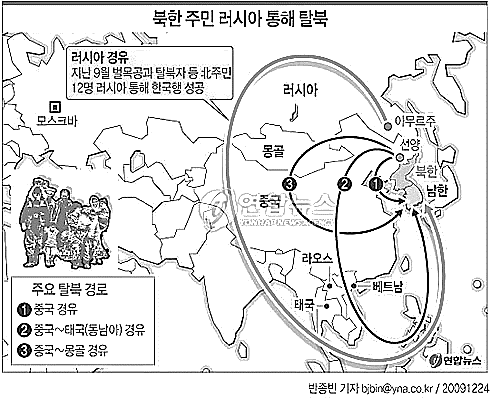 북한 주민 러시아 통해 탈북
러시아 경유
지난 9월 벌목공과 탈북자 등 北주민
12명 러시아 통해 한국행 성공
러시아
모스크바
아무르주
선양
몽골
북한
남한
3
2
1
중국
연합뉴스
YONHAP NEWS
라오스
베트남
태국
주요 탈북 경로
1 중국 경유
2 중국~태국(동남아) 경유
3 중국~몽골 경유
연합뉴스
빈종빈 기자 bjbin@yna.co.kr / 20091224